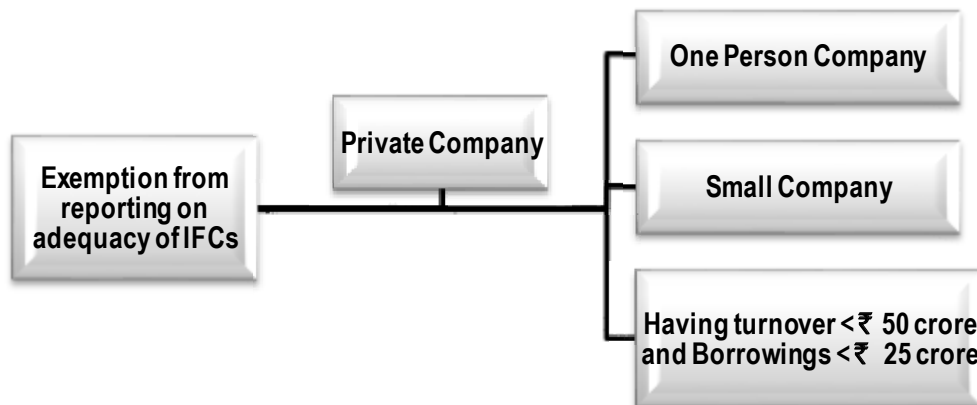 Exemption from
reporting on
adequacy of IFCs
Private Company
One Person Company
Small Company
Having turnover <₹ 50 crore
and Borrowings <₹ 25 crore